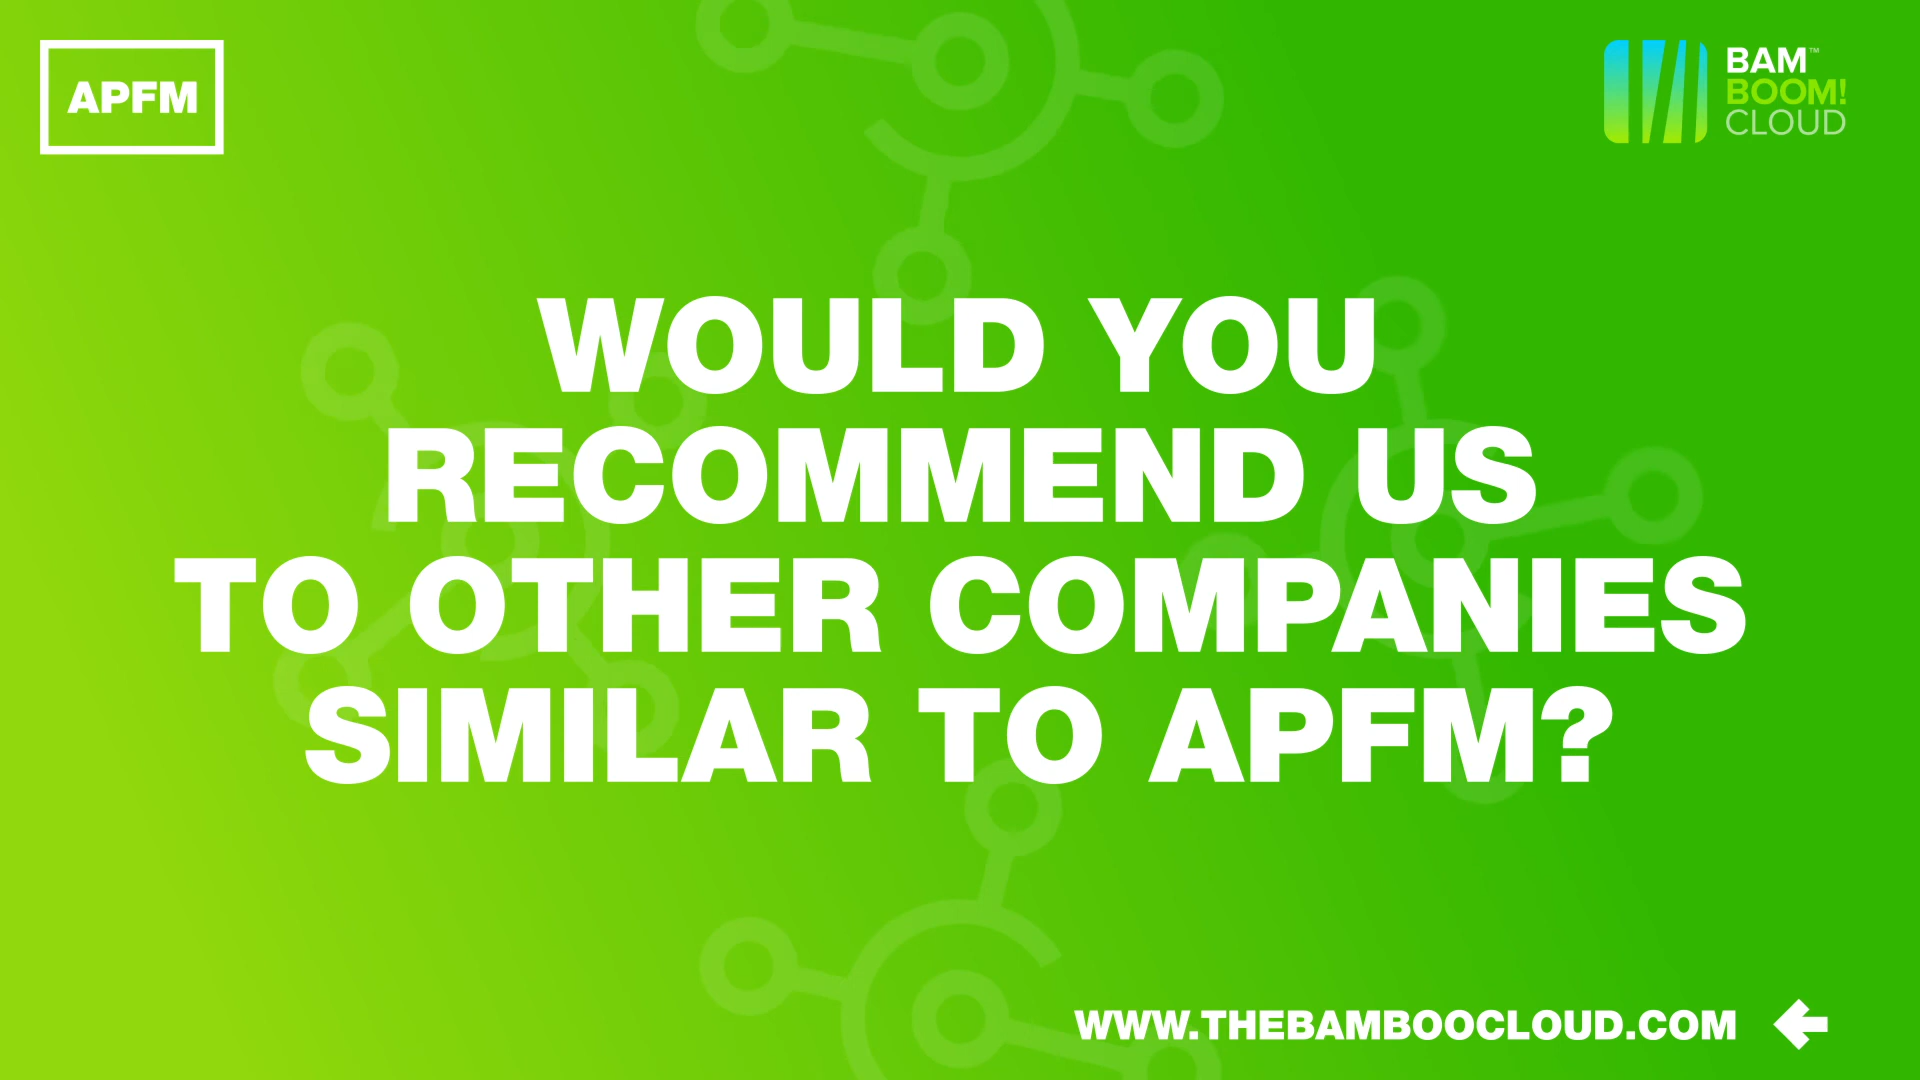 APFM
BAM™
BOOM!
CLOUD
WOULD YOU
RECOMMEND US
TO OTHER COMPANIES
SIMILAR TO APFM?
WWW.THEBAMBOOCLOUD.COM